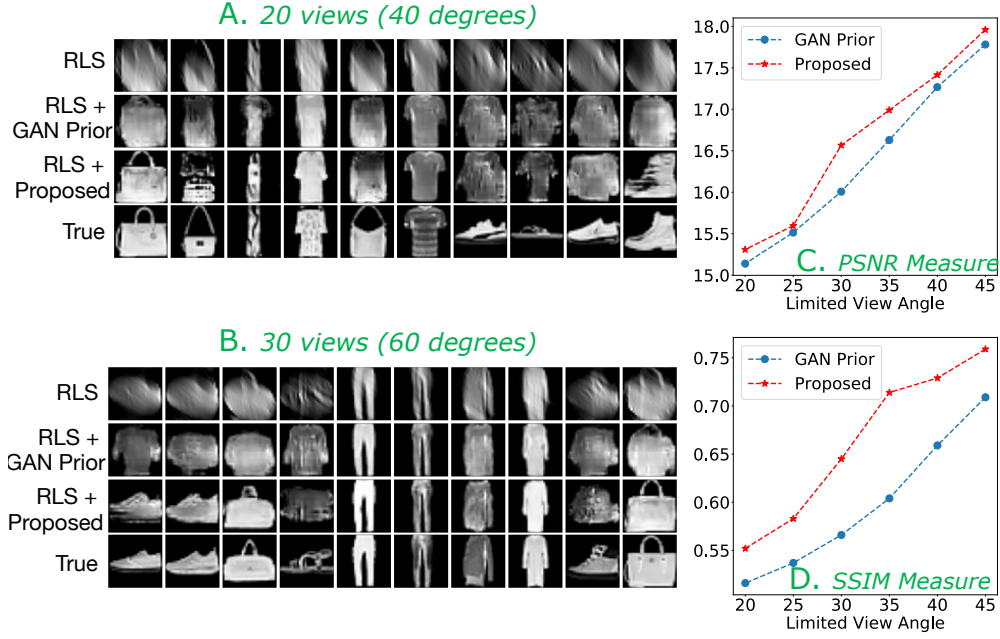 A. 20 views (40 degrees)
RLS
RLS +
GAN Prior
RLS +
Proposed
True
B. 30 views (60 degrees)
RLS
RLS +
GAN Prior
RLS +
Proposed
True
18.0
17.5
17.0
16.5
16.0
15.5
15.0
GAN Prior
Proposed
C. PSNR Measure
20 25 30 35 40 45
Limited View Angle
0.75
0.70
0.65
0.60
0.55
GAN Prior
Proposed
D. SSIM Measure
20 25 30 35 40 45
Limited View Angle